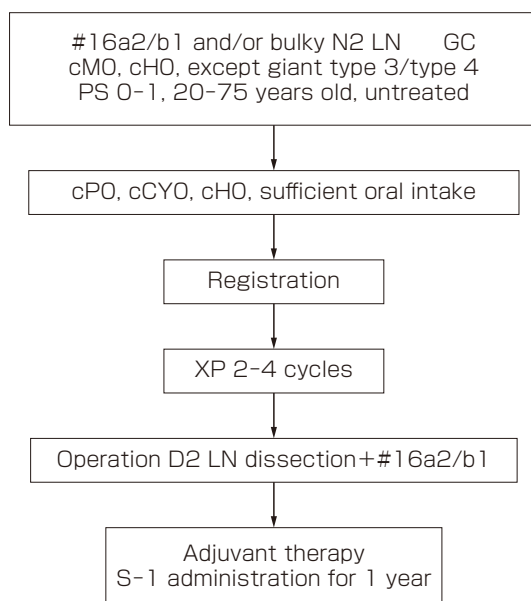 #16a2/b1 and/or bulky N2 LN GC
cM0, cH0, except giant type 3/type 4
PS 0-1, 20-75 years old, untreated
cP0, cCY0, cH0, sufficient oral intake
Registration
XP 2-4 cycles
Operation D2 LN dissection+#16a2/b1
Adjuvant therapy
S-1 administration for 1 year